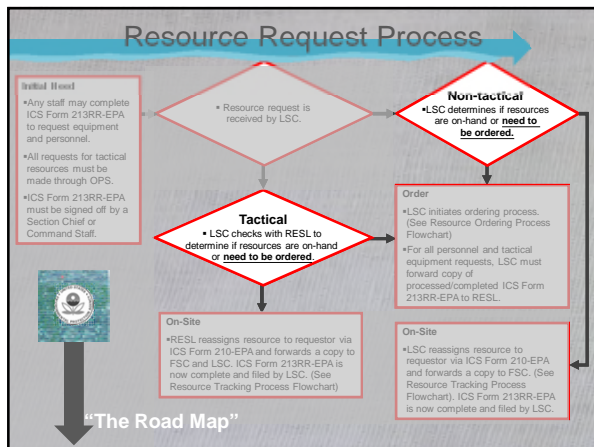 Resource Request Process
Initial Need
▪Any staff may complete
ICS Form 213RR-EPA
to request equipment
and personnel.
▪All requests for tactical
resources must be
made through OPS.
▪ICS Form 213RR-EPA
must be signed off by a
Section Chief or
Command Staff.
▪ Resource request is
received by LSC.
Non-tactical
▪LSC determines if resources
are on-hand or need to
be ordered.
Tactical
▪ LSC checks with RESL to
determine if resources are on-hand
or need to be ordered.
Order
▪LSC initiates ordering process.
(See Resource Ordering Process
Flowchart)
▪For all personnel and tactical
equipment requests, LSC must
forward copy of
processed/completed ICS Form
213RR-EPA to RESL.
On-Site
▪RESL reassigns resource to requestor via
ICS Form 210-EPA and forwards a copy to
FSC and LSC. ICS Form 213RR-EPA is
now complete and filed by LSC. (See
Resource Tracking Process Flowchart)
On-Site
▪LSC reassigns resource to
requestor via ICS Form 210-EPA
and forwards a copy to FSC. (See
Resource Tracking Process
Flowchart). ICS Form 213RR-EPA
is now complete and filed by LSC.
"The Road Map"